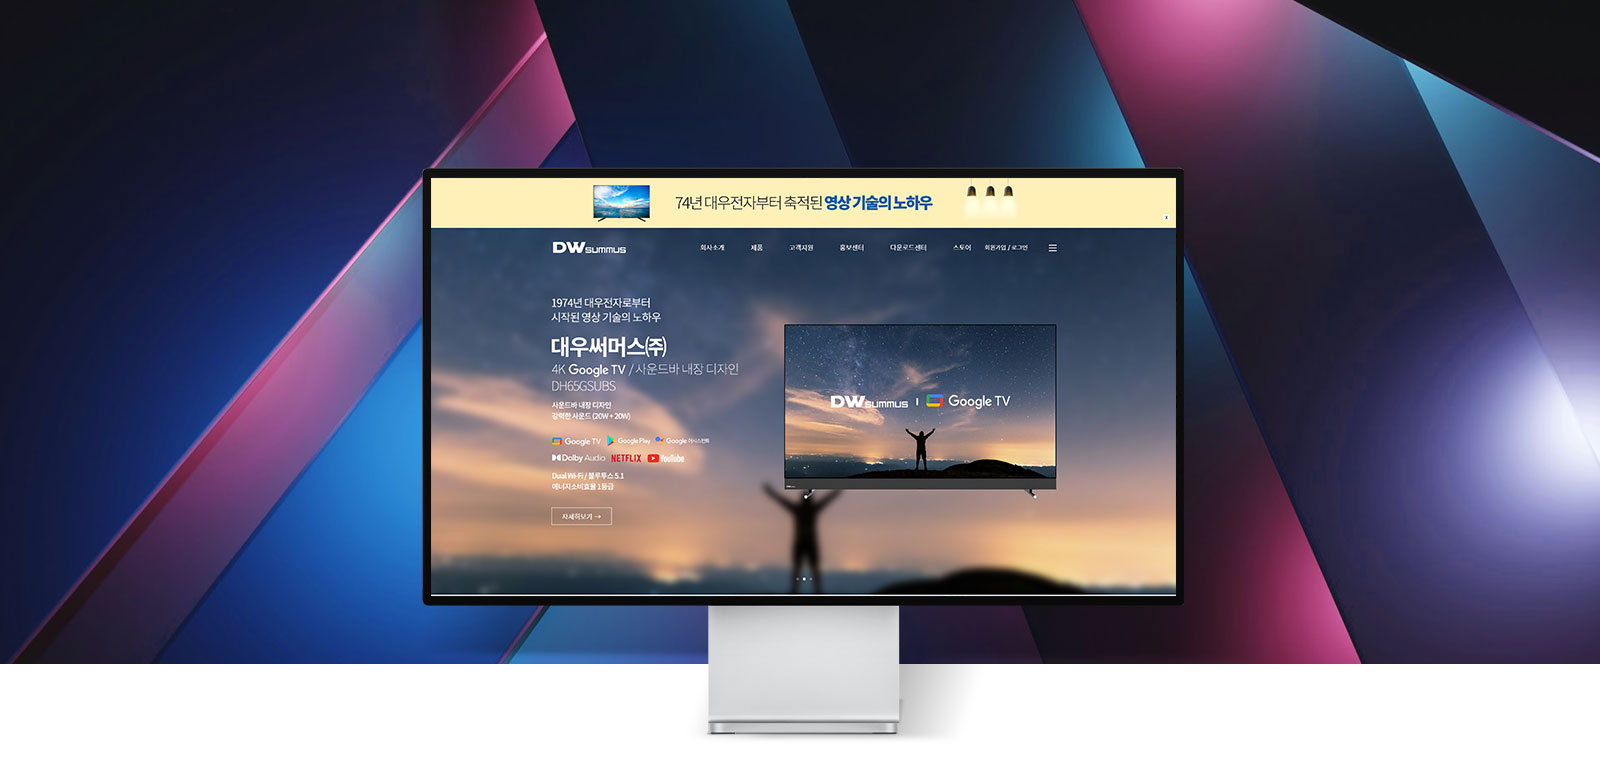 74년 대우전자부터 축적된 영상 기술의 노하우
x
DW summus
회사소개 제품 고객지원 홍보센터 다운로드센터 스토어 회원가입 / 로그인
1974년 대우전자로부터
시작된 영상 기술의 노하우
대우써머스㈜
4K Google TV / 사운드바 내장 디자인
DH65GSUBS
사운드바 내장 디자인
강력한 사운드 (20W + 20W)
Google TV Google Play Google 어시스턴트
Dolby Audio NETFLIX YouTube
Dual Wi-Fi / 블루투스 5.1
에너지소비효율 1등급
자세히보기 →
DW summus | Google TV